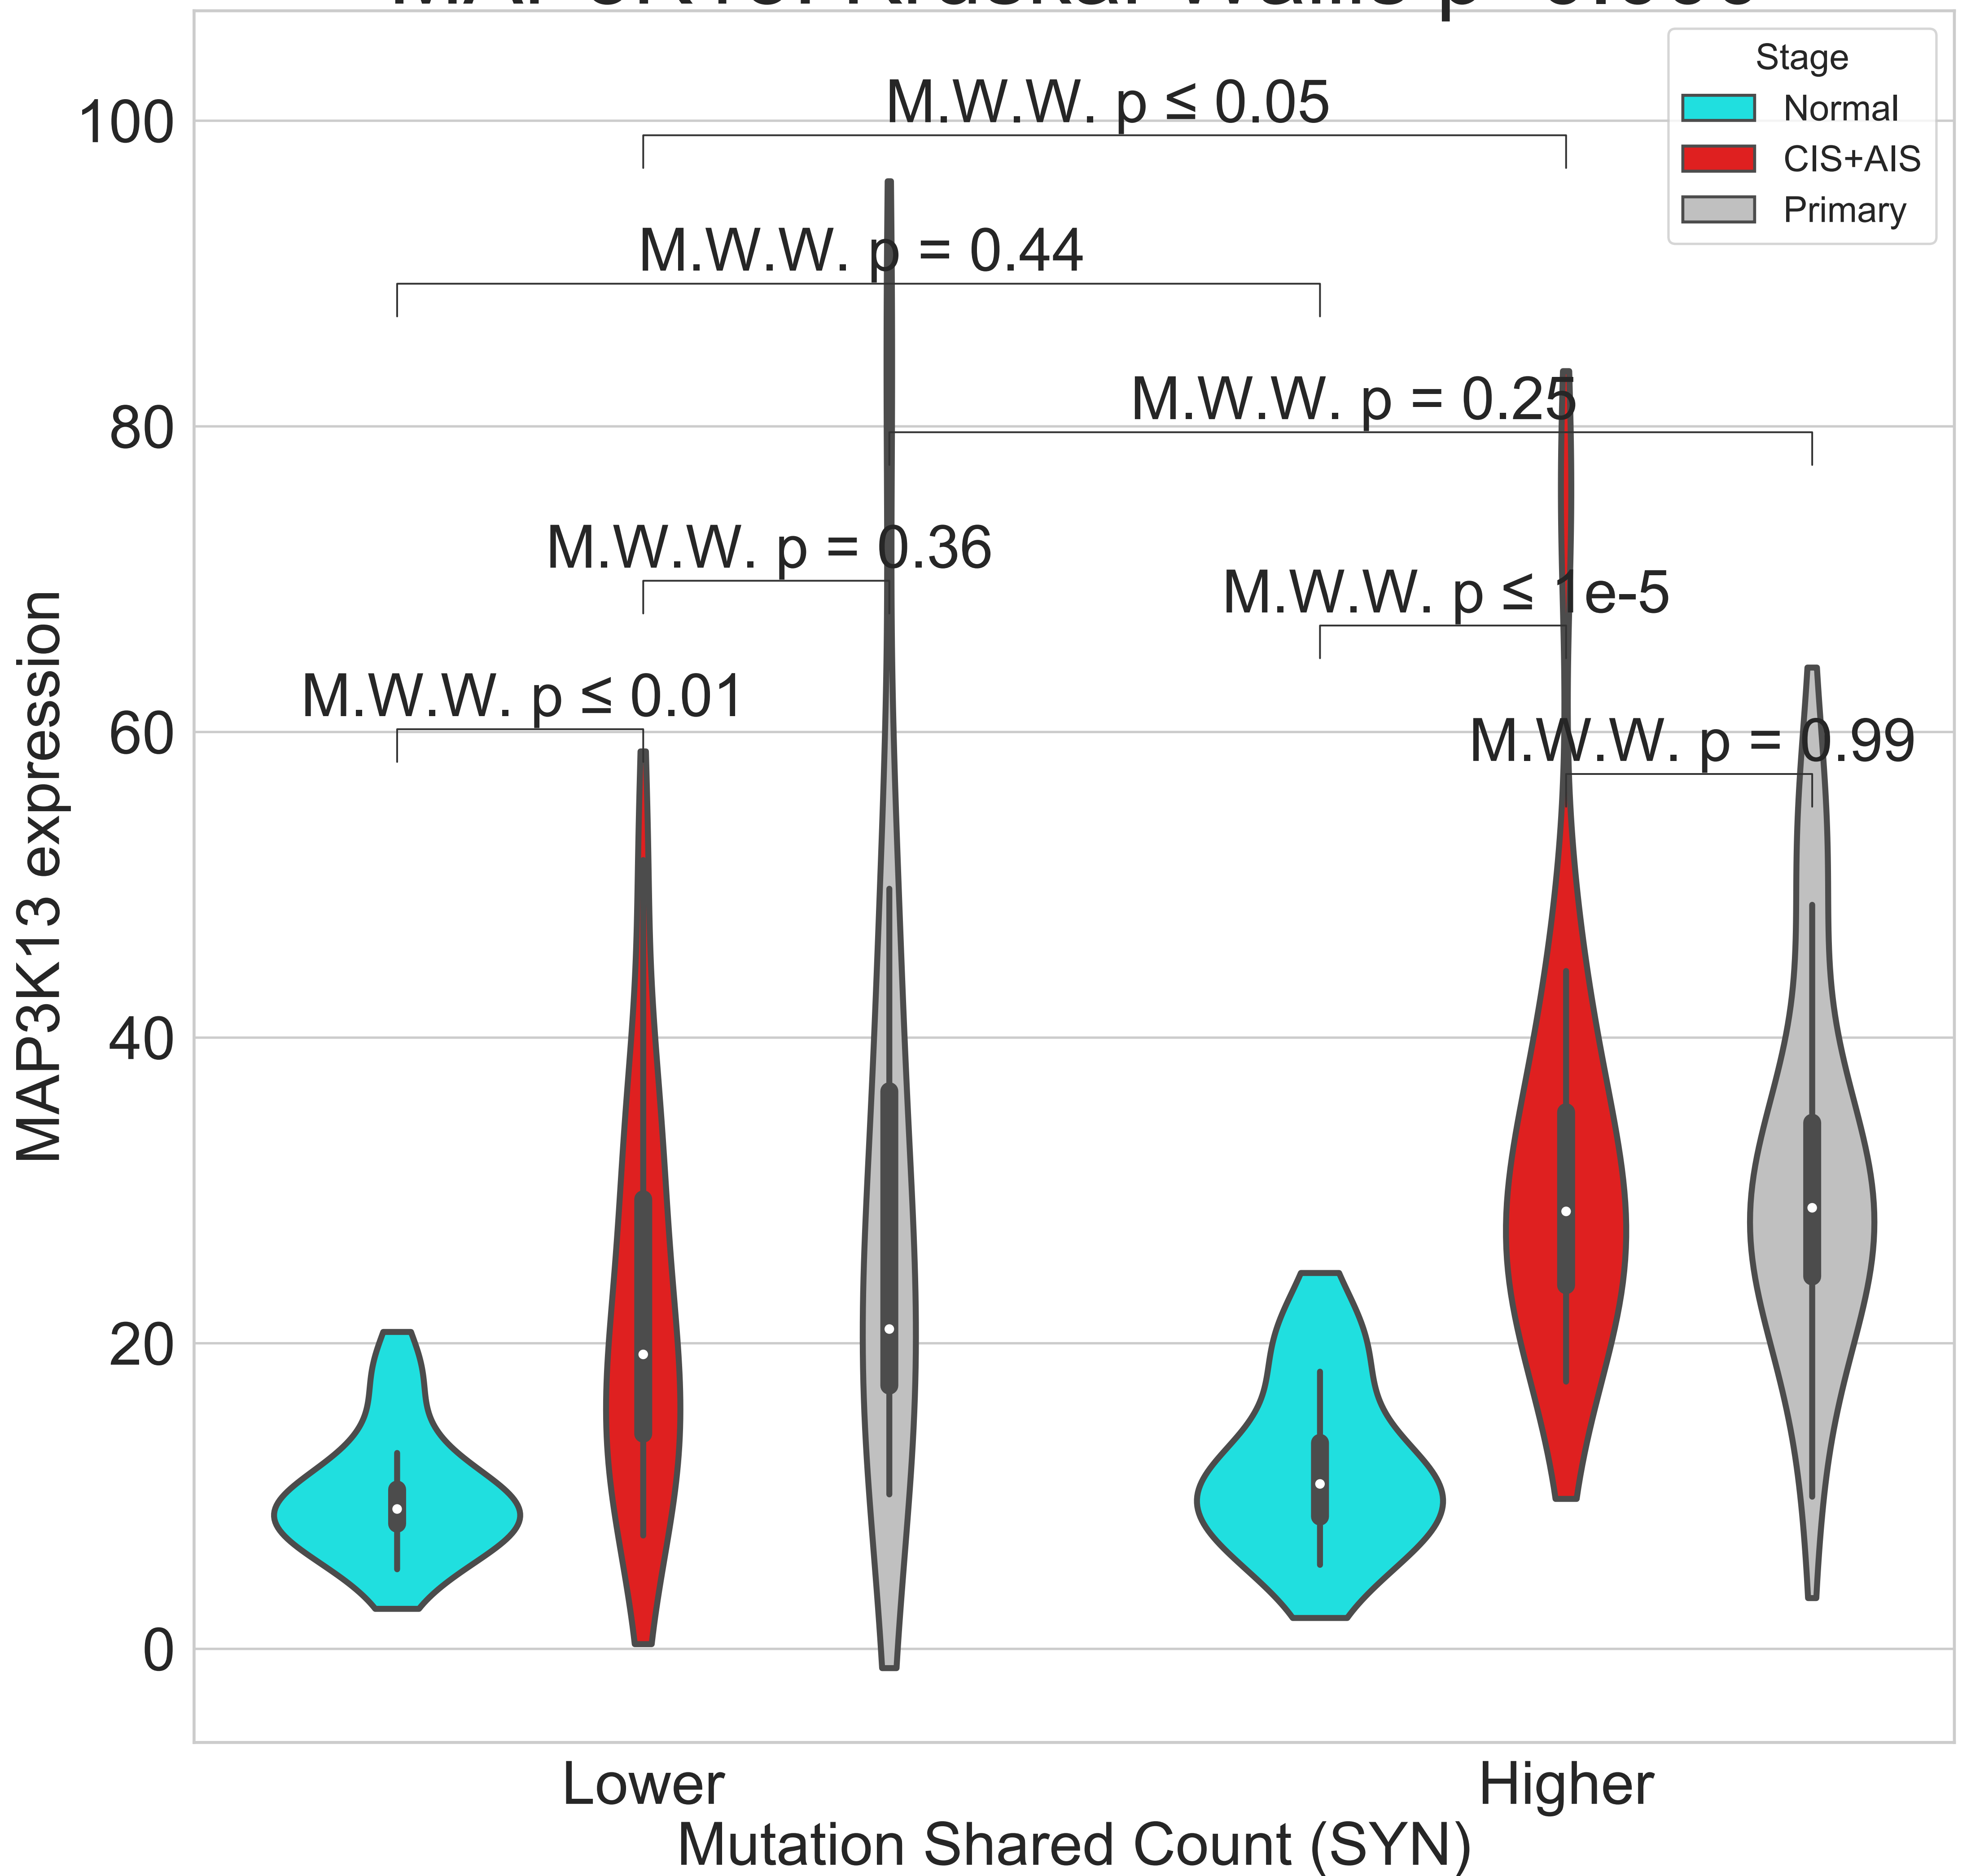 Stage
Normal
CIS+AIS
Primary
M.W.W. p ≤ 0.05
M.W.W. p = 0.44
M.W.W. p = 0.25
M.W.W. p = 0.36
M.W.W. p ≤ 1e-5
M.W.W. p ≤ 0.01
M.W.W. p = 0.99
100
80
60
40
20
0
MAP3K13 expression
Lower
Higher
Mutation Shared Count (SYN)